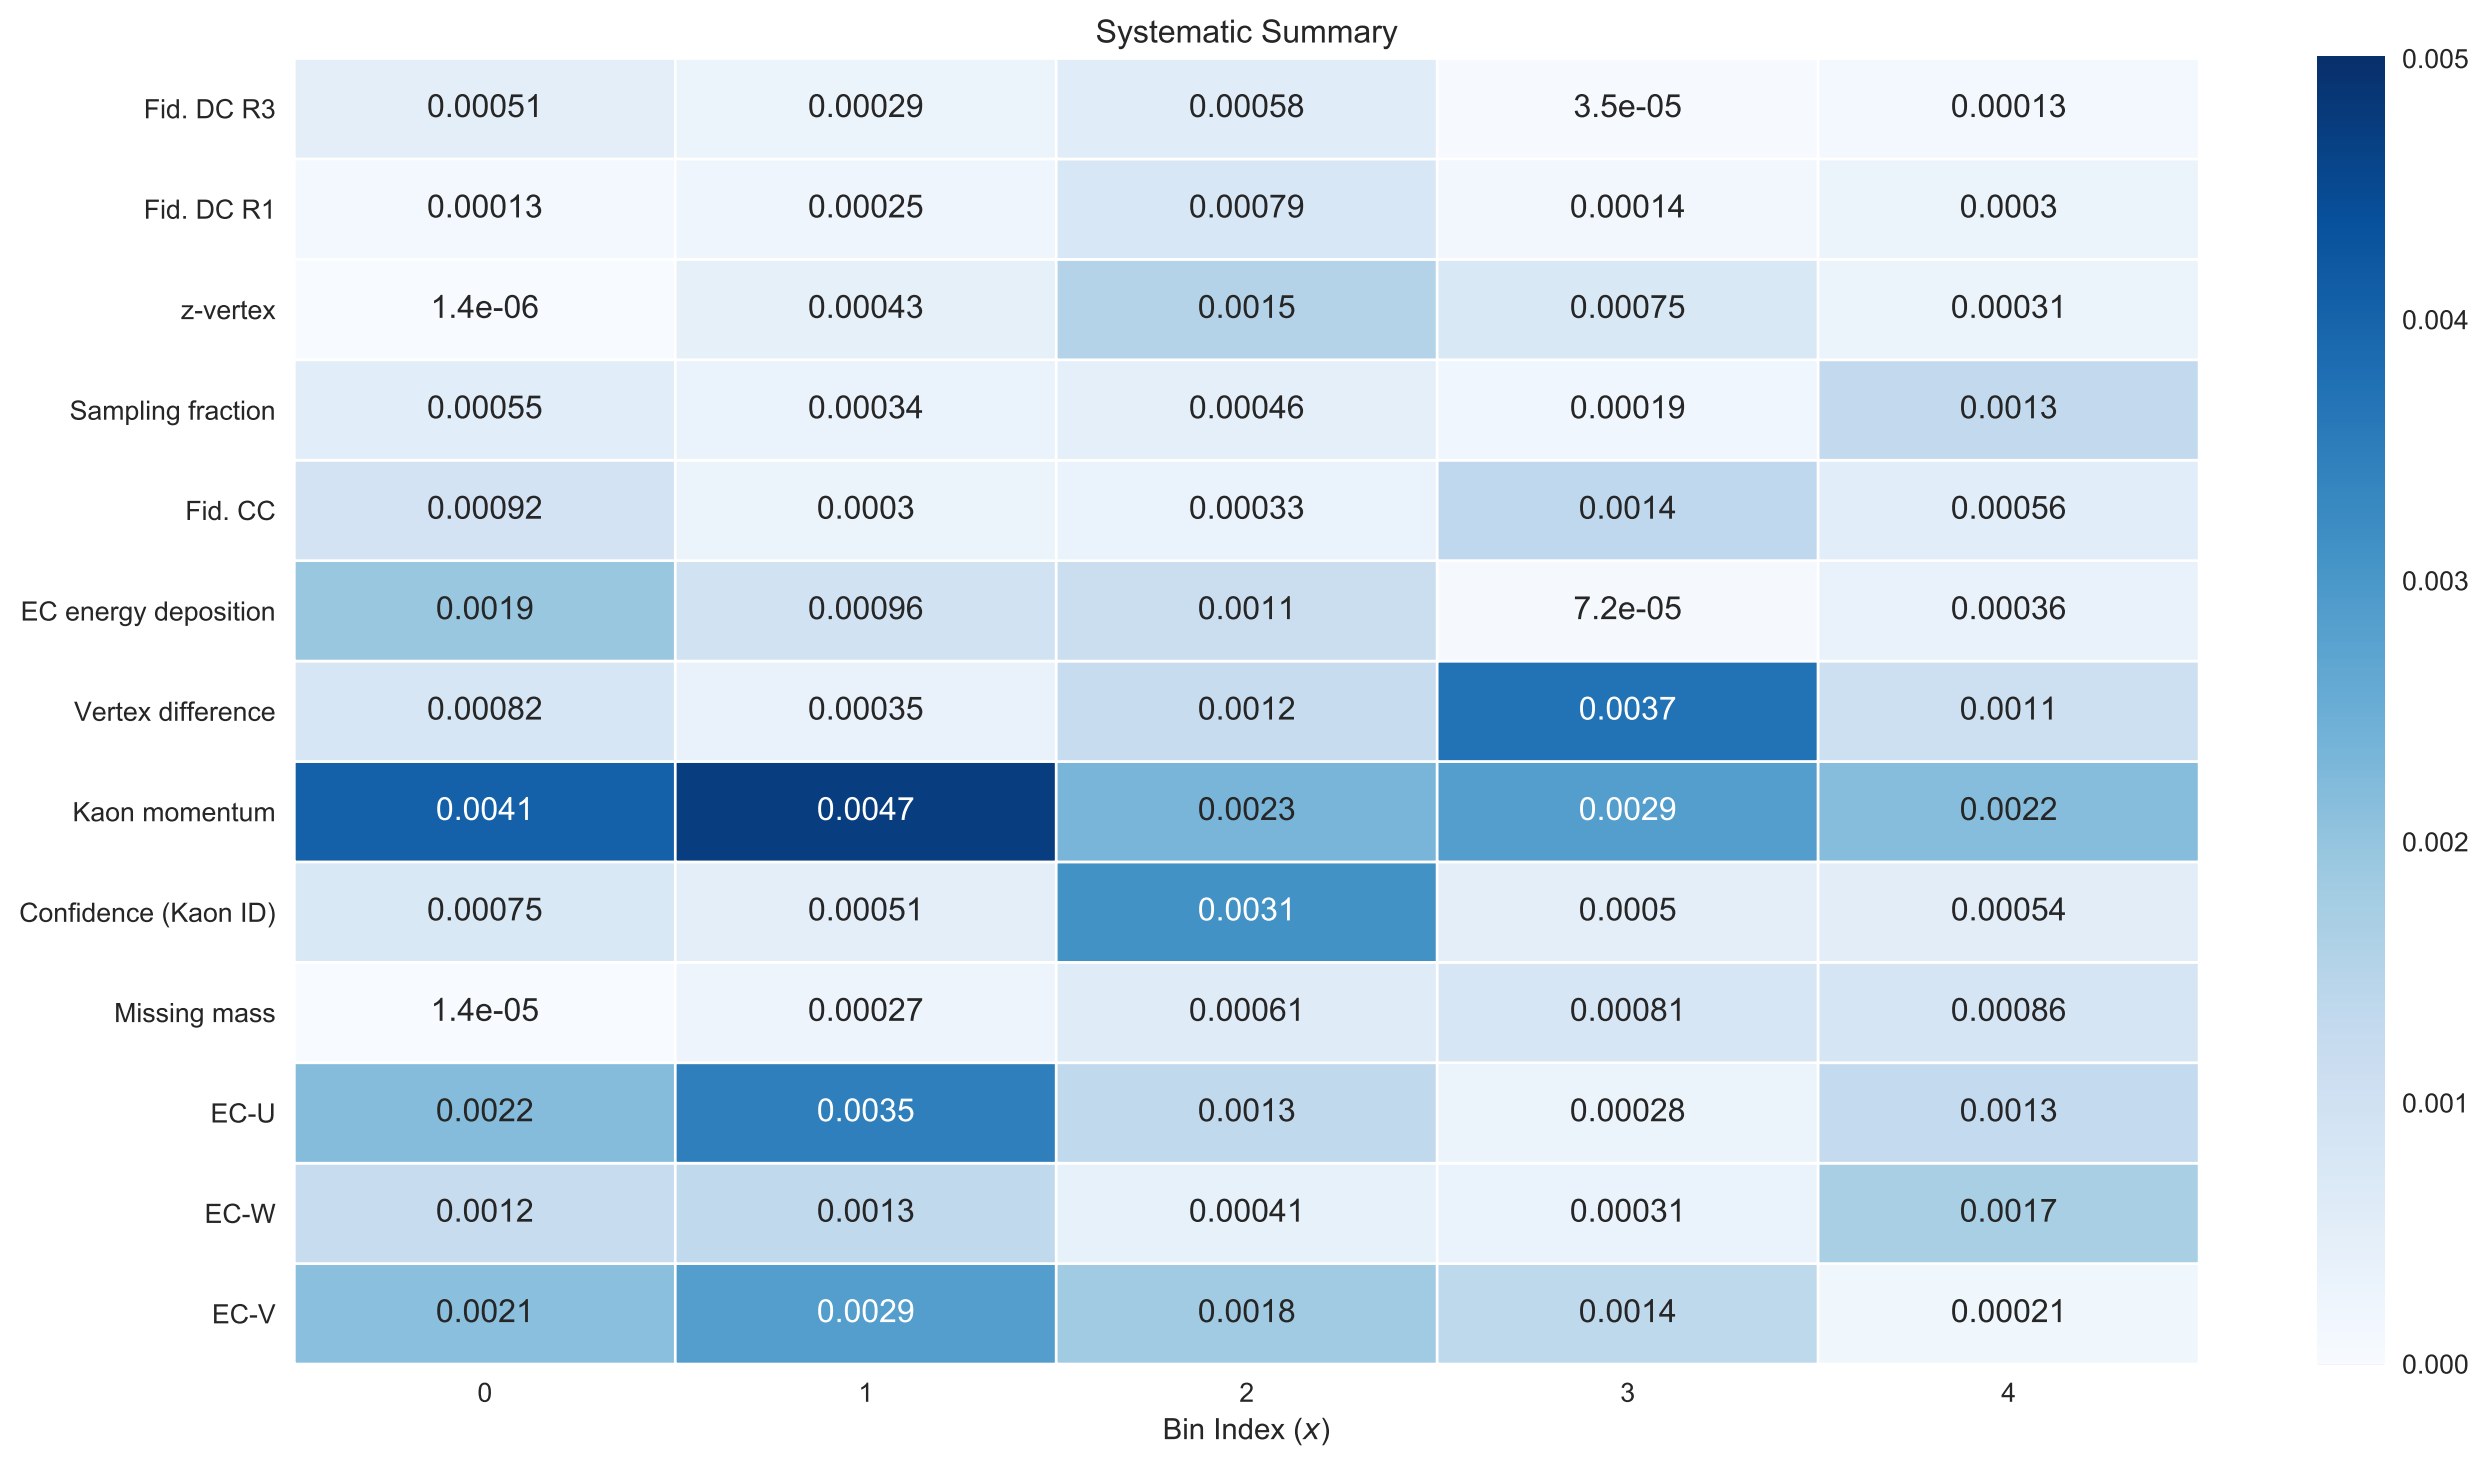 Systematic Summary
Fid. DC R3 0.00051 0.00029 0.00058 3.5e-05 0.00013
Fid. DC R1 0.00013 0.00025 0.00079 0.00014 0.0003
z-vertex 1.4e-06 0.00043 0.0015 0.00075 0.00031
Sampling fraction 0.00055 0.00034 0.00046 0.00019 0.0013
Fid. CC 0.00092 0.0003 0.00033 0.0014 0.00056
EC energy deposition 0.0019 0.00096 0.0011 7.2e-05 0.00036
Vertex difference 0.00082 0.00035 0.0012 0.0037 0.0011
Kaon momentum 0.0041 0.0047 0.0023 0.0029 0.0022
Confidence (Kaon ID) 0.00075 0.00051 0.0031 0.0005 0.00054
Missing mass 1.4e-05 0.00027 0.00061 0.00081 0.00086
EC-U 0.0022 0.0035 0.0013 0.00028 0.0013
EC-W 0.0012 0.0013 0.00041 0.00031 0.0017
EC-V 0.0021 0.0029 0.0018 0.0014 0.00021
0 1 2 3 4
Bin Index (x)
0.005
0.004
0.003
0.002
0.001
0.000